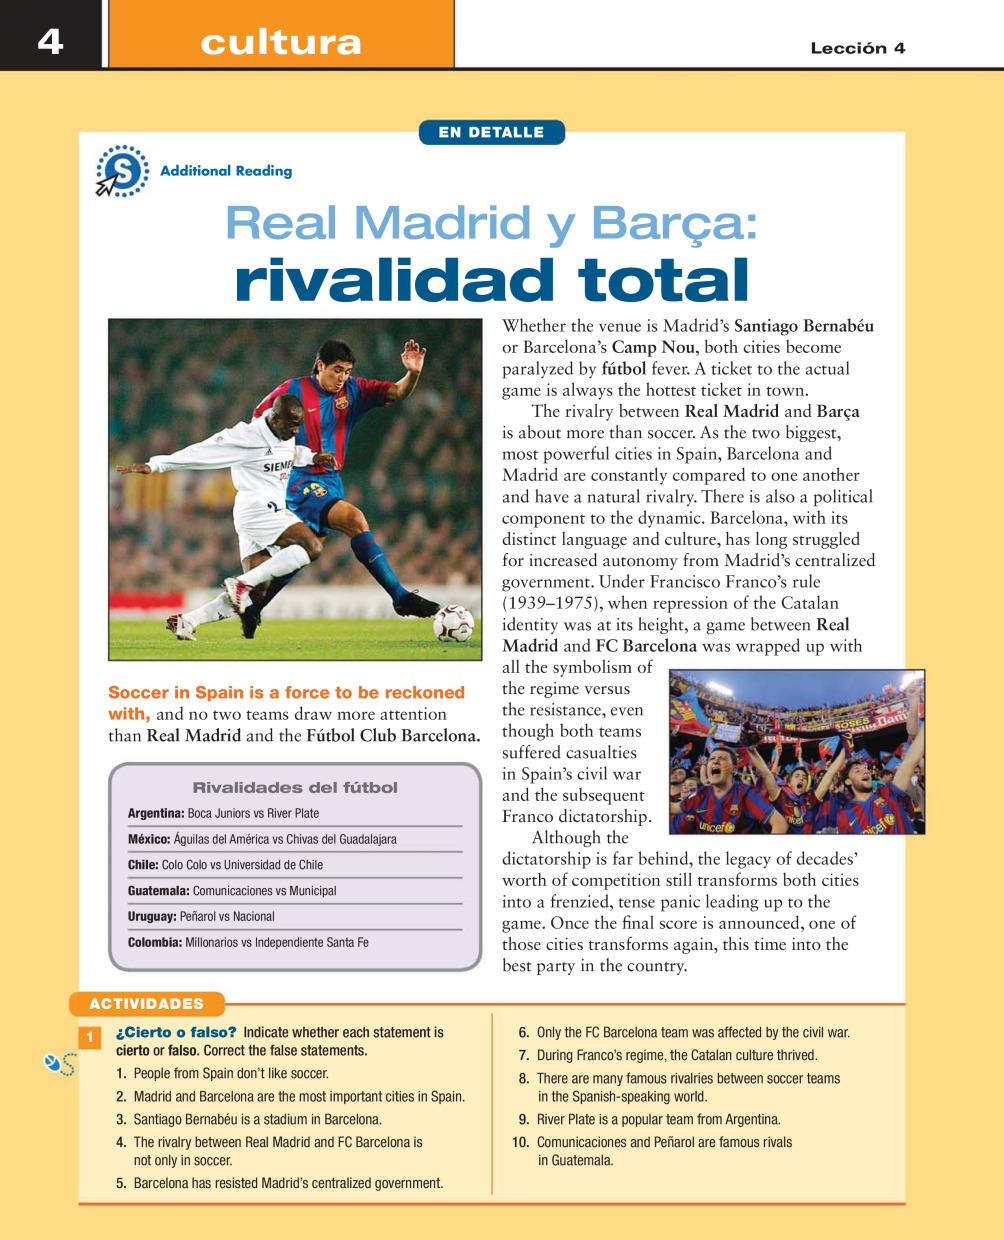 4
cultura
Lección 4
EN DETALLE
S
Additional Reading
Real Madrid y Barça:
rivalidad total
SIEMENS
2
Soccer in Spain is a force to be reckoned
with, and no two teams draw more attention
than Real Madrid and the Fútbol Club Barcelona.
Rivalidades del fútbol
Argentina: Boca Juniors vs River Plate
México: Águilas del América vs Chivas del Guadalajara
Chile: Colo Colo vs Universidad de Chile
Guatemala: Comunicaciones vs Municipal
Uruguay: Peñarol vs Nacional
Colombia: Millonarios vs Independiente Santa Fe
Whether the venue is Madrid's Santiago Bernabéu
or Barcelona's Camp Nou, both cities become
paralyzed by fútbol fever. A ticket to the actual
game is always the hottest ticket in town.
The rivalry between Real Madrid and Barça
is about more than soccer. As the two biggest,
most powerful cities in Spain, Barcelona and
Madrid are constantly compared to one another
and have a natural rivalry. There is also a political
component to the dynamic. Barcelona, with its
distinct language and culture, has long struggled
for increased autonomy from Madrid's centralized
government. Under Francisco Franco's rule
(1939–1975), when repression of the Catalan
identity was at its height, a game between Real
Madrid and FC Barcelona was wrapped up with
all the symbolism of
the regime versus
the resistance, even
though both teams
suffered casualties
in Spain's civil war
and the subsequent
Franco dictatorship.
Although the
dictatorship is far behind, the legacy of decades'
worth of competition still transforms both cities
into a frenzied, tense panic leading up to the
game. Once the final score is announced, one of
those cities transforms again, this time into the
best party in the country.
unicef
unicef
unicef
ACTIVIDADES
1
¿Cierto o falso? Indicate whether each statement is
cierto or falso. Correct the false statements.
1. People from Spain don't like soccer.
2. Madrid and Barcelona are the most important cities in Spain.
3. Santiago Bernabéu is a stadium in Barcelona.
4. The rivalry between Real Madrid and FC Barcelona is
not only in soccer.
5. Barcelona has resisted Madrid's centralized government.
6. Only the FC Barcelona team was affected by the civil war.
7. During Franco's regime, the Catalan culture thrived.
8. There are many famous rivalries between soccer teams
in the Spanish-speaking world.
9. River Plate is a popular team from Argentina.
10. Comunicaciones and Peñarol are famous rivals
in Guatemala.